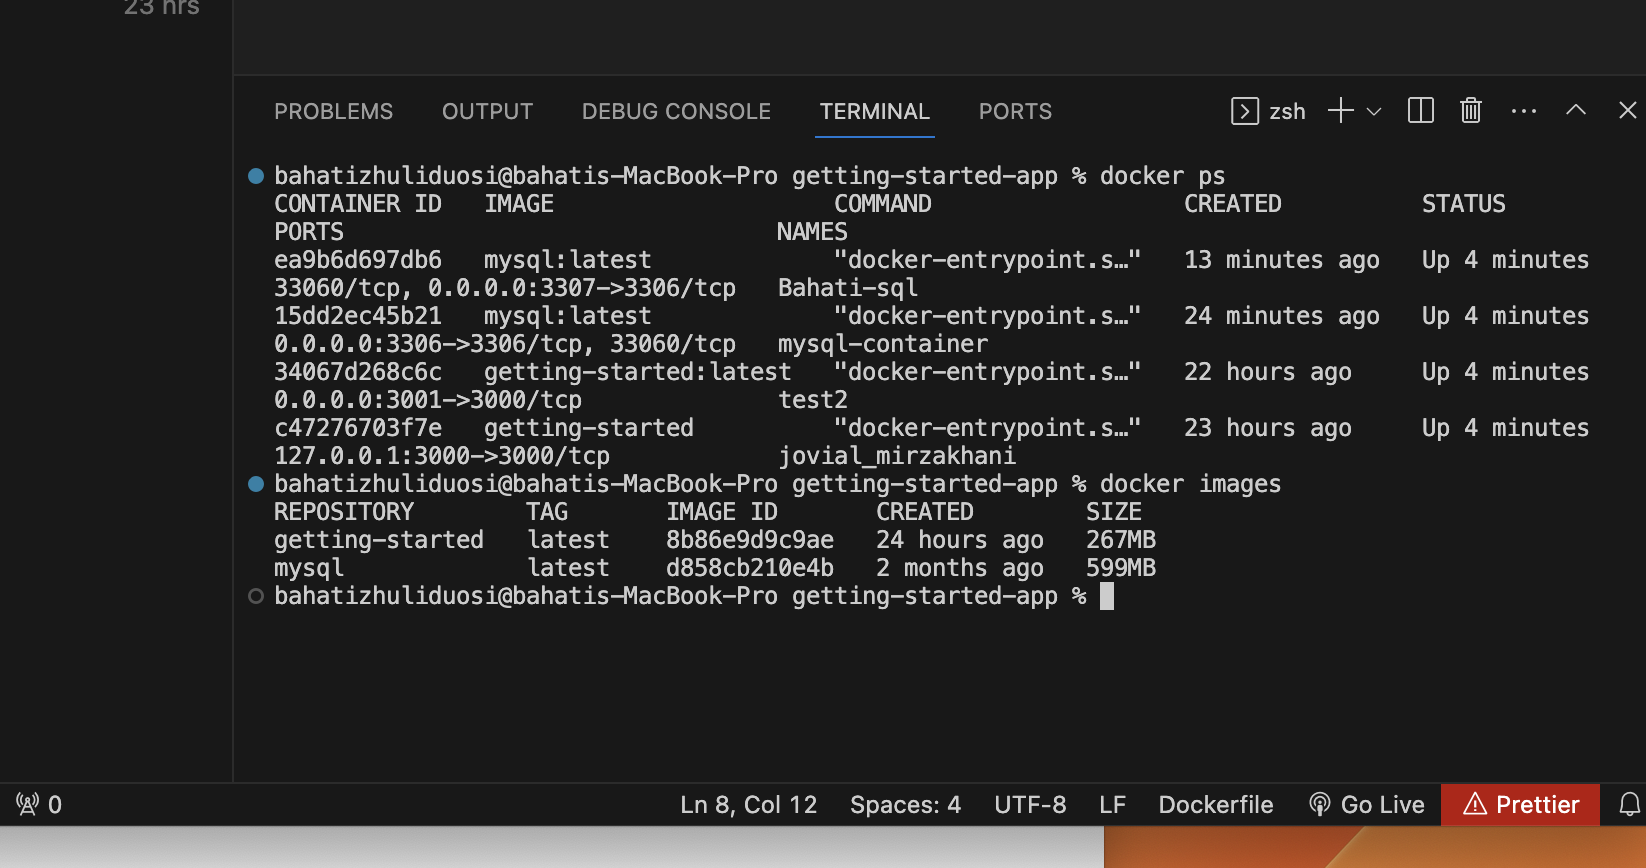 23 hrs
PROBLEMS OUTPUT DEBUG CONSOLE TERMINAL PORTS zsh
bahatizhuliduosi@bahatis-MacBook-Pro getting-started-app % docker ps
CONTAINER ID   IMAGE                    COMMAND                  CREATED          STATUS
PORTS                               NAMES
ea9b6d697db6   mysql:latest             "docker-entrypoint.s…"   13 minutes ago   Up 4 minutes
33060/tcp, 0.0.0.0:3307->3306/tcp   Bahati-sql
15dd2ec45b21   mysql:latest             "docker-entrypoint.s…"   24 minutes ago   Up 4 minutes
0.0.0.0:3306->3306/tcp, 33060/tcp   mysql-container
34067d268c6c   getting-started:latest   "docker-entrypoint.s…"   22 hours ago     Up 4 minutes
0.0.0.0:3001->3000/tcp              test2
c47276703f7e   getting-started          "docker-entrypoint.s…"   23 hours ago     Up 4 minutes
127.0.0.1:3000->3000/tcp            jovial_mirzakhani
bahatizhuliduosi@bahatis-MacBook-Pro getting-started-app % docker images
REPOSITORY        TAG       IMAGE ID       CREATED        SIZE
getting-started   latest    8b86e9d9c9ae   24 hours ago   267MB
mysql             latest    d858cb210e4b   2 months ago   599MB
bahatizhuliduosi@bahatis-MacBook-Pro getting-started-app %
0 Ln 8, Col 12 Spaces: 4 UTF-8 LF Dockerfile Go Live Prettier